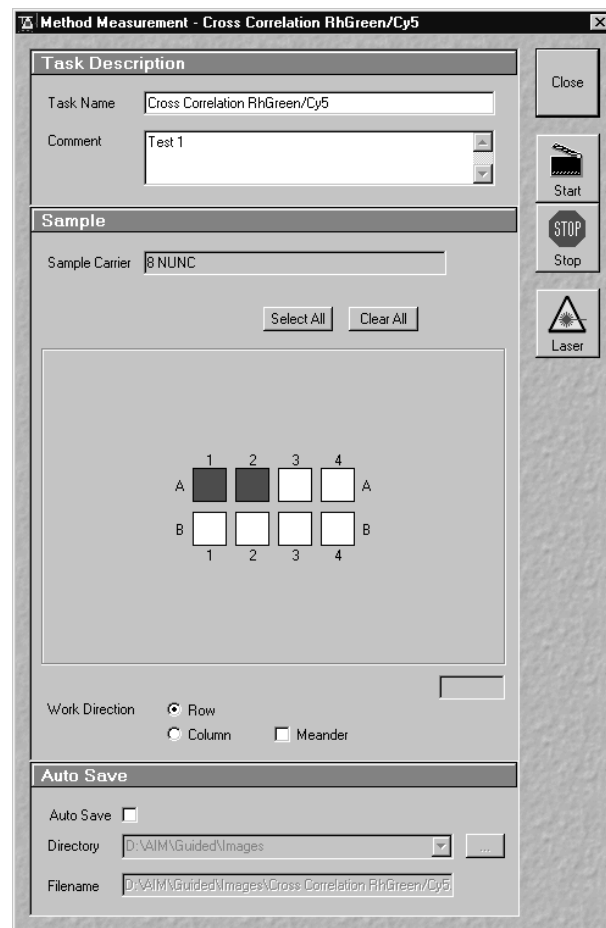 Method Measurement - Cross Correlation RhGreen/Cy5
Task Description
Close
Task Name Cross Correlation RhGreen/Cy5
Comment Test 1
Start
Sample
STOP
Stop
Sample Carrier 8 NUNC
Select All Clear All
Laser
1 2 3 4
A A
B B
1 2 3 4
Work Direction Row
Column Meander
Auto Save
Auto Save
Directory D:\AIM\Guided\Images ...
Filename D:\AIM\Guided\Images\Cross Correlation RhGreen/Cy5